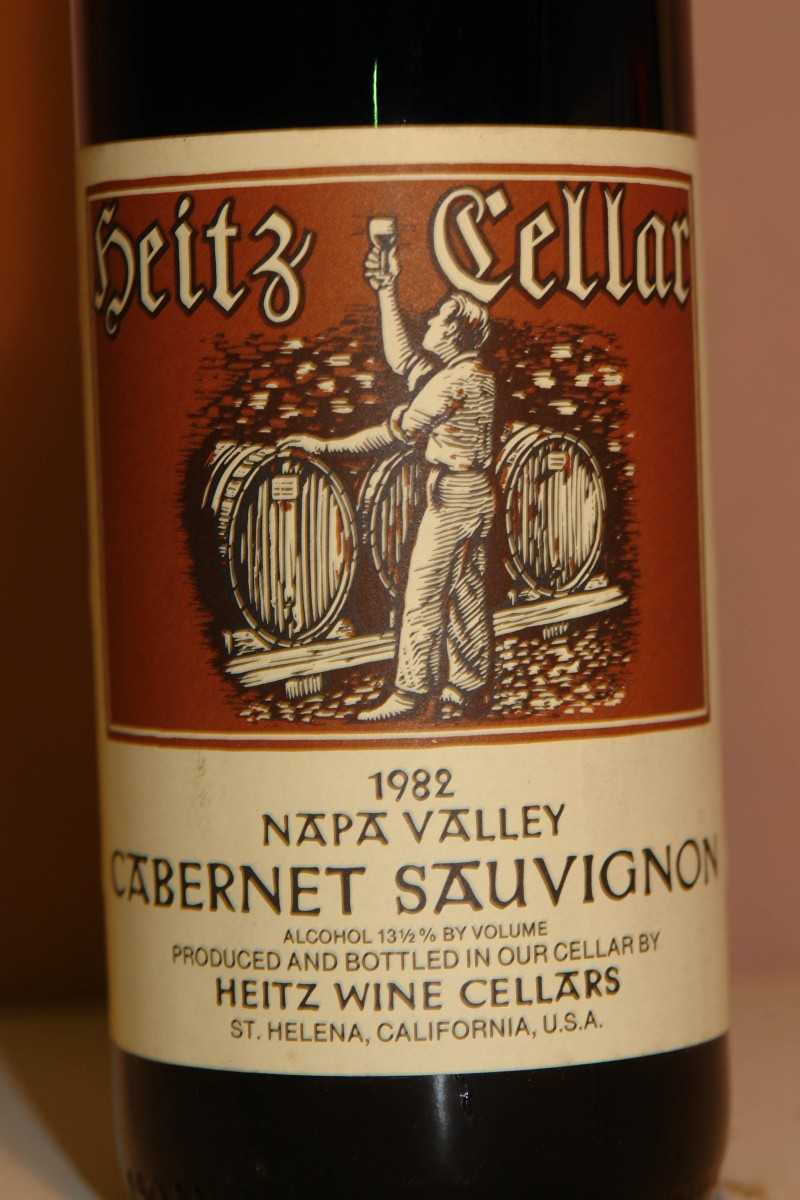 Heitz Cellar
1982
NAPA VALLEY
CABERNET SAUVIGNON
ALCOHOL 13½% BY VOLUME
PRODUCED AND BOTTLED IN OUR CELLAR BY
HEITZ WINE CELLARS
ST. HELENA, CALIFORNIA, U.S.A.